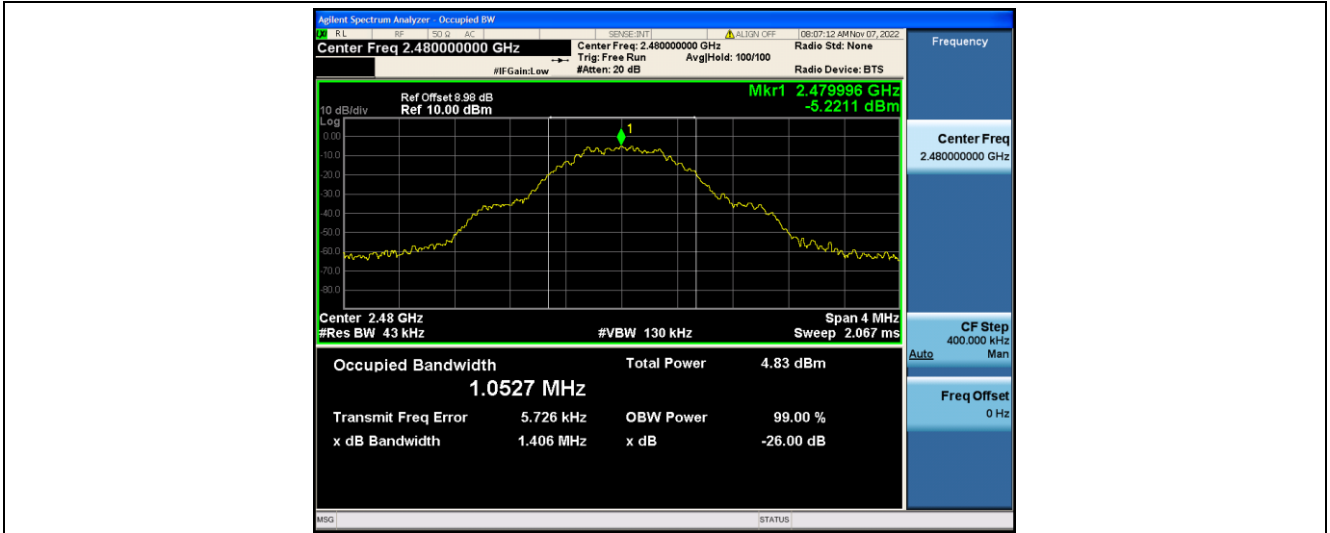 Agilent Spectrum Analyzer - Occupied BW
RL RF 50 Ω AC SENSE:INT ALIGN OFF 08:07:12 AM Nov 07, 2022
Center Freq 2.480000000 GHz
Center Freq: 2.480000000 GHz Radio Std: None
Trig: Free Run Avg|Hold: 100/100
#IFGain:Low #Atten: 20 dB Radio Device: BTS
Mkr1 2.479996 GHz
-5.2211 dBm
Ref Offset 8.98 dB
10 dB/div Ref 10.00 dBm
Log
1
0.00
-10.0
-20.0
-30.0
-40.0
-50.0
-60.0
-70.0
-80.0
Center 2.48 GHz Span 4 MHz
#Res BW 43 kHz #VBW 130 kHz Sweep 2.067 ms
Occupied Bandwidth Total Power 4.83 dBm
1.0527 MHz
Transmit Freq Error 5.726 kHz OBW Power 99.00 %
x dB Bandwidth 1.406 MHz x dB -26.00 dB
MSG STATUS
Frequency
Center Freq
2.480000000 GHz
CF Step
400.000 kHz
Auto Man
Freq Offset
0 Hz